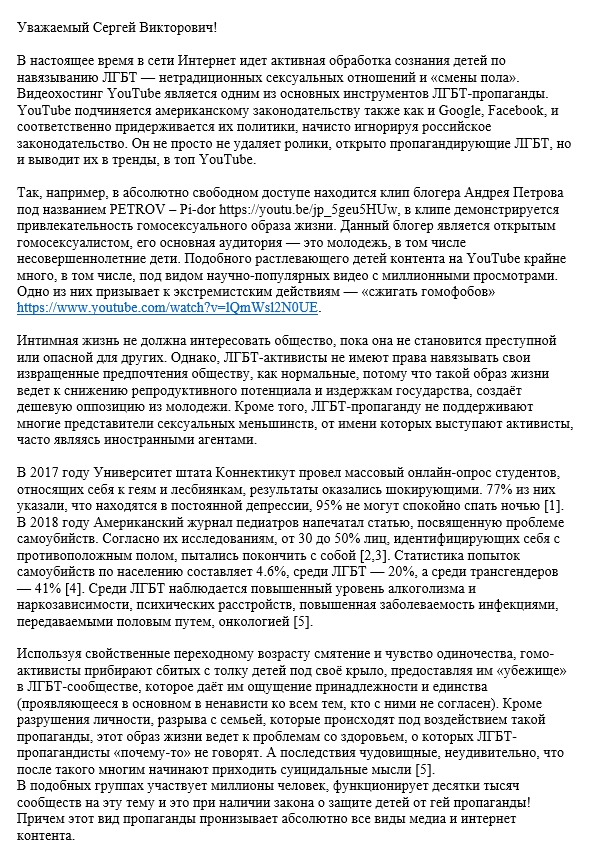 Уважаемый Сергей Викторович!
В настоящее время в сети Интернет идет активная обработка сознания детей по
навязыванию ЛГБТ — нетрадиционных сексуальных отношений и «смены пола».
Видеохостинг YouTube является одним из основных инструментов ЛГБТ-пропаганды.
YouTube подчиняется американскому законодательству также как и Google, Facebook, и
соответственно придерживается их политики, начисто игнорируя российское
законодательство. Он не просто не удаляет ролики, открыто пропагандирующие ЛГБТ, но
и выводит их в тренды, в топ YouTube.
Так, например, в абсолютно свободном доступе находится клип блогера Андрея Петрова
под названием PETROV – Pi-dor https://youtu.be/jp_5geu5HUw, в клипе демонстрируется
привлекательность гомосексуального образа жизни. Данный блогер является открытым
гомосексуалистом, его основная аудитория — это молодежь, в том числе
несовершеннолетние дети. Подобного растлевающего детей контента на YouTube крайне
много, в том числе, под видом научно-популярных видео с миллионными просмотрами.
Одно из них призывает к экстремистским действиям — «сжигать гомофобов»
https://www.youtube.com/watch?v=lQmWsl2N0UE.
Интимная жизнь не должна интересовать общество, пока она не становится преступной
или опасной для других. Однако, ЛГБТ-активисты не имеют права навязывать свои
извращенные предпочтения обществу, как нормальные, потому что такой образ жизни
ведет к снижению репродуктивного потенциала и издержкам государства, создаёт
дешевую оппозицию из молодежи. Кроме того, ЛГБТ-пропаганду не поддерживают
многие представители сексуальных меньшинств, от имени которых выступают активисты,
часто являясь иностранными агентами.
В 2017 году Университет штата Коннектикут провел массовый онлайн-опрос студентов,
относящих себя к геям и лесбиянкам, результаты оказались шокирующими. 77% из них
указали, что находятся в постоянной депрессии, 95% не могут спокойно спать ночью [1].
В 2018 году Американский журнал педиатров напечатал статью, посвященную проблеме
самоубийств. Согласно их исследованиям, от 30 до 50% лиц, идентифицирующих себя с
противоположным полом, пытались покончить с собой [2,3]. Статистика попыток
самоубийств по населению составляет 4.6%, среди ЛГБТ — 20%, а среди трансгендеров
— 41% [4]. Среди ЛГБТ наблюдается повышенный уровень алкоголизма и
наркозависимости, психических расстройств, повышенная заболеваемость инфекциями,
передаваемыми половым путем, онкологией [5].
Используя свойственные переходному возрасту смятение и чувство одиночества, гомо-
активисты прибирают сбитых с толку детей под своё крыло, предоставляя им «убежище»
в ЛГБТ-сообществе, которое даёт им ощущение принадлежности и единства
(проявляющееся в основном в ненависти ко всем тем, кто с ними не согласен). Кроме
разрушения личности, разрыва с семьей, которые происходят под воздействием такой
пропаганды, этот образ жизни ведет к проблемам со здоровьем, о которых ЛГБТ-
пропагандисты «почему-то» не говорят. А последствия чудовищные, неудивительно, что
после такого многим начинают приходить суицидальные мысли [5].
В подобных группах участвует миллионы человек, функционирует десятки тысяч
сообществ на эту тему и это при наличии закона о защите детей от гей пропаганды!
Причем этот вид пропаганды пронизывает абсолютно все виды медиа и интернет
контента.